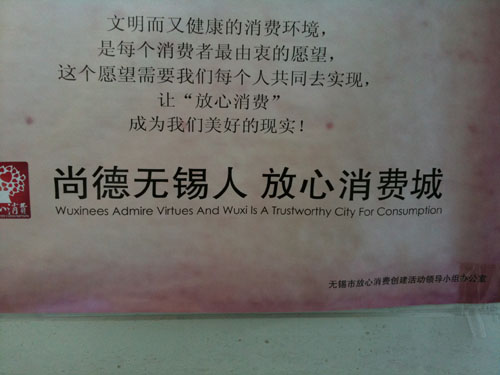 文明而又健康的消费环境，
是每个消费者最由衷的愿望，
这个愿望需要我们每个人共同去实现，
让“放心消费”
成为我们美好的现实！
尚德无锡人 放心消费城
Wuxinees Admire Virtues And Wuxi Is A Trustworthy City For Consumption
无锡市放心消费创建活动领导小组办公室